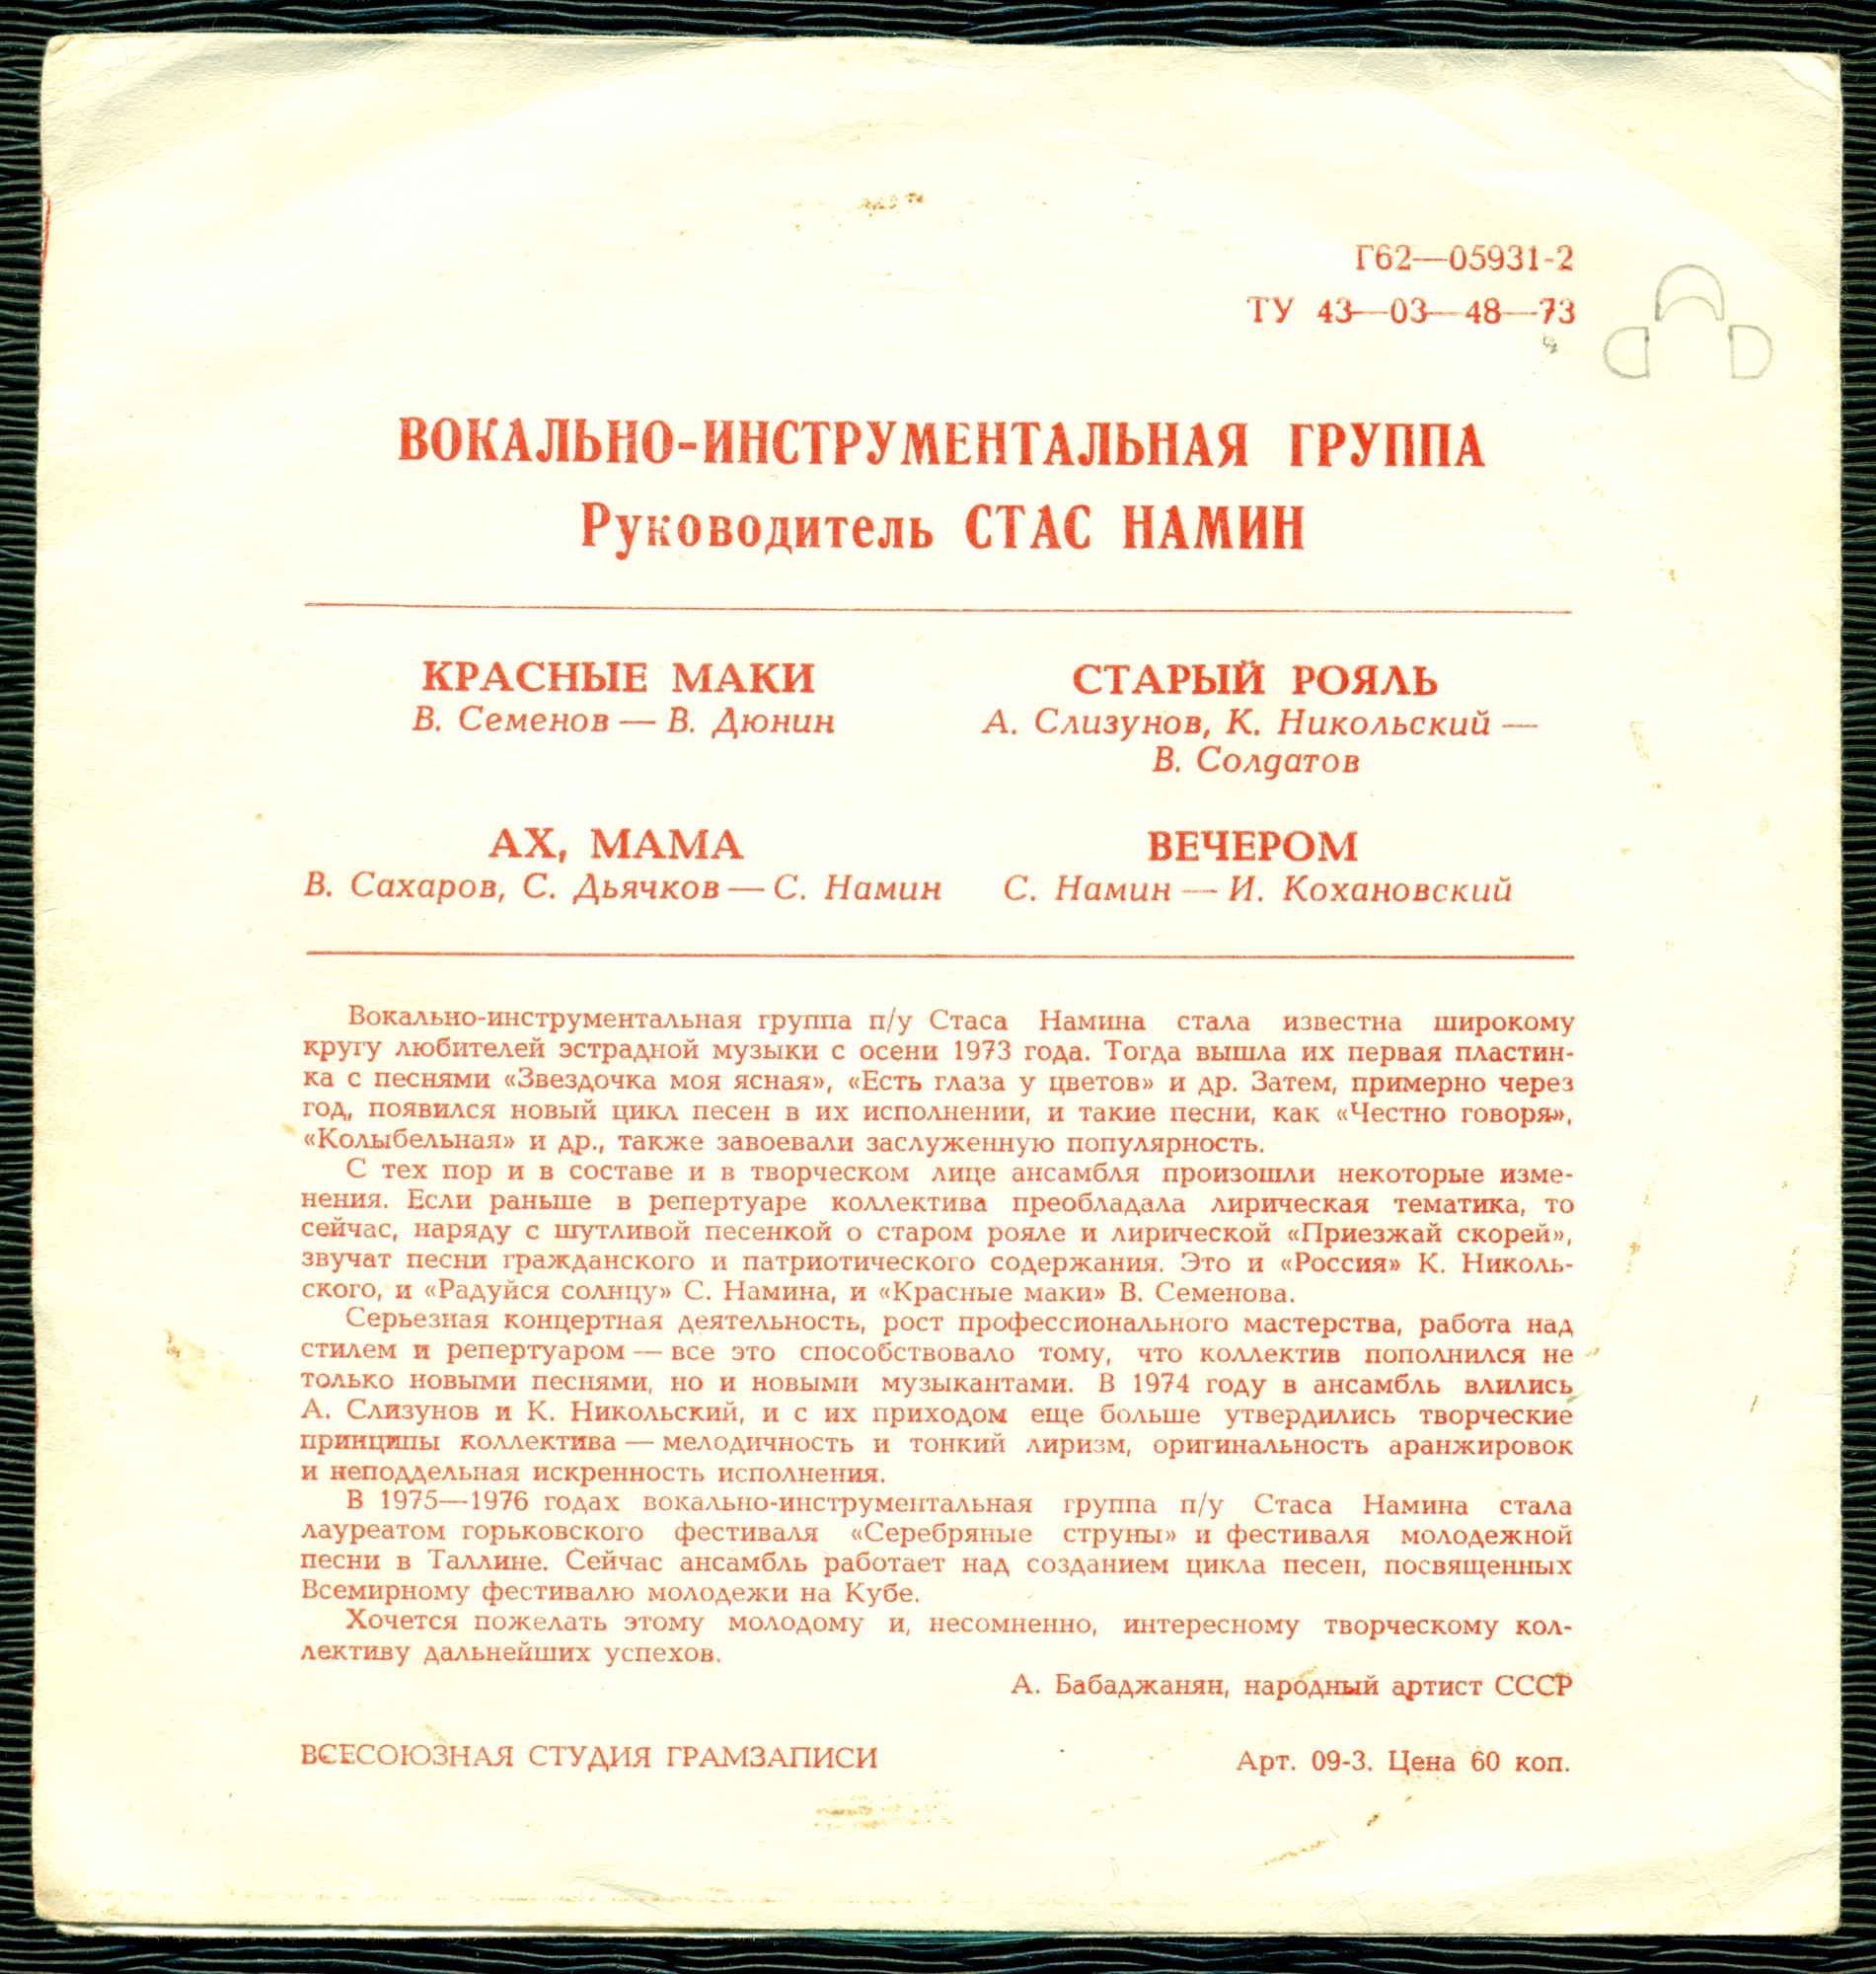 Г62—05931-2
ТУ 43—03—48—73
ВОКАЛЬНО-ИНСТРУМЕНТАЛЬНАЯ ГРУППА
Руководитель СТАС НАМИН
КРАСНЫЕ МАКИ
В. Семенов — В. Дюнин
СТАРЫЙ РОЯЛЬ
А. Слизунов, К. Никольский —
В. Солдатов
АХ, МАМА
В. Сахаров, С. Дьячков — С. Намин
ВЕЧЕРОМ
С. Намин — И. Кохановский
Вокально-инструментальная группа п/у Стаса Намина стала известна широкому
кругу любителей эстрадной музыки с осени 1973 года. Тогда вышла их первая пластин-
ка с песнями «Звездочка моя ясная», «Есть глаза у цветов» и др. Затем, примерно через
год, появился новый цикл песен в их исполнении, и такие песни, как «Честно говоря»,
«Колыбельная» и др., также завоевали заслуженную популярность.
С тех пор и в составе и в творческом лице ансамбля произошли некоторые изме-
нения. Если раньше в репертуаре коллектива преобладала лирическая тематика, то
сейчас, наряду с шутливой песенкой о старом рояле и лирической «Приезжай скорей»,
звучат песни гражданского и патриотического содержания. Это и «Россия» К. Николь-
ского, и «Радуйся солнцу» С. Намина, и «Красные маки» В. Семенова.
Серьезная концертная деятельность, рост профессионального мастерства, работа над
стилем и репертуаром — все это способствовало тому, что коллектив пополнился не
только новыми песнями, но и новыми музыкантами. В 1974 году в ансамбль влились
А. Слизунов и К. Никольский, и с их приходом еще больше утвердились творческие
принципы коллектива — мелодичность и тонкий лиризм, оригинальность аранжировок
и неподдельная искренность исполнения.
В 1975—1976 годах вокально-инструментальная группа п/у Стаса Намина стала
лауреатом горьковского фестиваля «Серебряные струны» и фестиваля молодежной
песни в Таллине. Сейчас ансамбль работает над созданием цикла песен, посвященных
Всемирному фестивалю молодежи на Кубе.
Хочется пожелать этому молодому и, несомненно, интересному творческому кол-
лективу дальнейших успехов.
А. Бабаджанян, народный артист СССР
ВСЕСОЮЗНАЯ СТУДИЯ ГРАМЗАПИСИ
Арт. 09-3. Цена 60 коп.